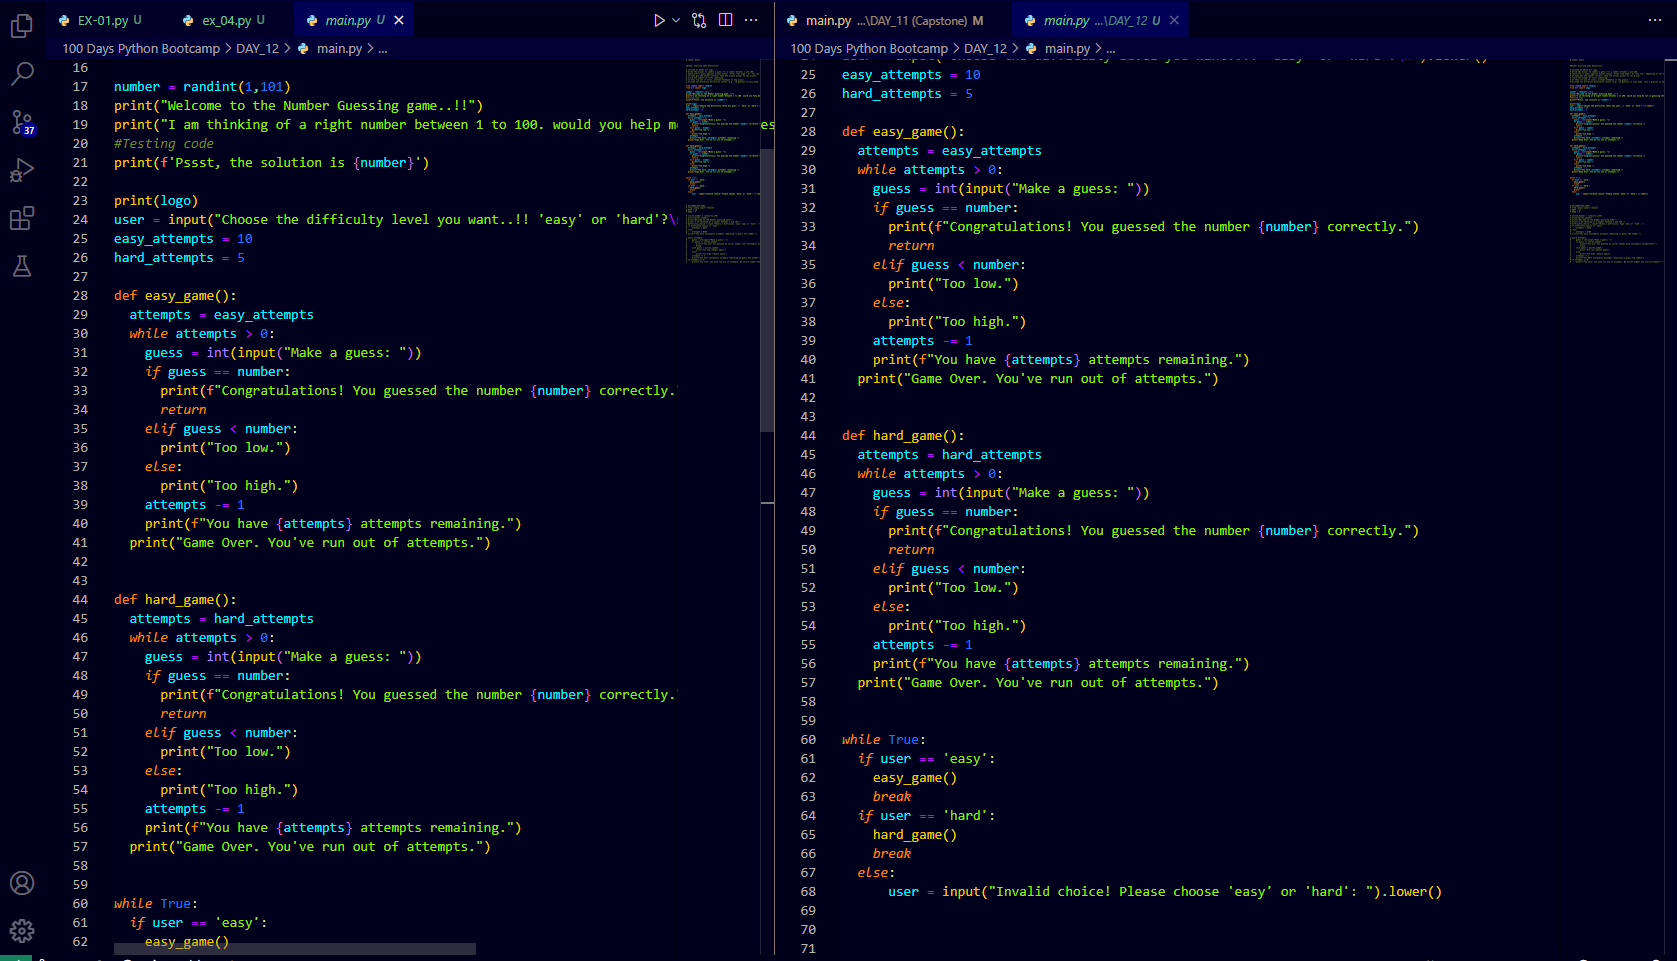 EX-01.py U
ex_04.py U
main.py U
100 Days Python Bootcamp > DAY_12 > main.py > ...
37
16
17 number = randint(1,101)
18 print("Welcome to the Number Guessing game..!!")
19 print("I am thinking of a right number between 1 to 100. would you help m
20 #Testing code
21 print(f'Pssst, the solution is {number}')
22
23 print(logo)
24 user = input("Choose the difficulty level you want..!! 'easy' or 'hard'?\
25 easy_attempts = 10
26 hard_attempts = 5
27
28 def easy_game():
29 attempts = easy_attempts
30 while attempts > 0:
31 guess = int(input("Make a guess: "))
32 if guess == number:
33 print(f"Congratulations! You guessed the number {number} correctly.
34 return
35 elif guess < number:
36 print("Too low.")
37 else:
38 print("Too high.")
39 attempts -= 1
40 print(f"You have {attempts} attempts remaining.")
41 print("Game Over. You've run out of attempts.")
42
43
44 def hard_game():
45 attempts = hard_attempts
46 while attempts > 0:
47 guess = int(input("Make a guess: "))
48 if guess == number:
49 print(f"Congratulations! You guessed the number {number} correctly.
50 return
51 elif guess < number:
52 print("Too low.")
53 else:
54 print("Too high.")
55 attempts -= 1
56 print(f"You have {attempts} attempts remaining.")
57 print("Game Over. You've run out of attempts.")
58
59
60 while True:
61 if user == 'easy':
62 easy_game()
main.py ...\DAY_11 (Capstone) M
main.py ...\DAY_12 U
100 Days Python Bootcamp > DAY_12 > main.py > ...
25 easy_attempts = 10
26 hard_attempts = 5
27
28 def easy_game():
29 attempts = easy_attempts
30 while attempts > 0:
31 guess = int(input("Make a guess: "))
32 if guess == number:
33 print(f"Congratulations! You guessed the number {number} correctly.")
34 return
35 elif guess < number:
36 print("Too low.")
37 else:
38 print("Too high.")
39 attempts -= 1
40 print(f"You have {attempts} attempts remaining.")
41 print("Game Over. You've run out of attempts.")
42
43
44 def hard_game():
45 attempts = hard_attempts
46 while attempts > 0:
47 guess = int(input("Make a guess: "))
48 if guess == number:
49 print(f"Congratulations! You guessed the number {number} correctly.")
50 return
51 elif guess < number:
52 print("Too low.")
53 else:
54 print("Too high.")
55 attempts -= 1
56 print(f"You have {attempts} attempts remaining.")
57 print("Game Over. You've run out of attempts.")
58
59
60 while True:
61 if user == 'easy':
62 easy_game()
63 break
64 if user == 'hard':
65 hard_game()
66 break
67 else:
68 user = input("Invalid choice! Please choose 'easy' or 'hard': ").lower()
69
70
71